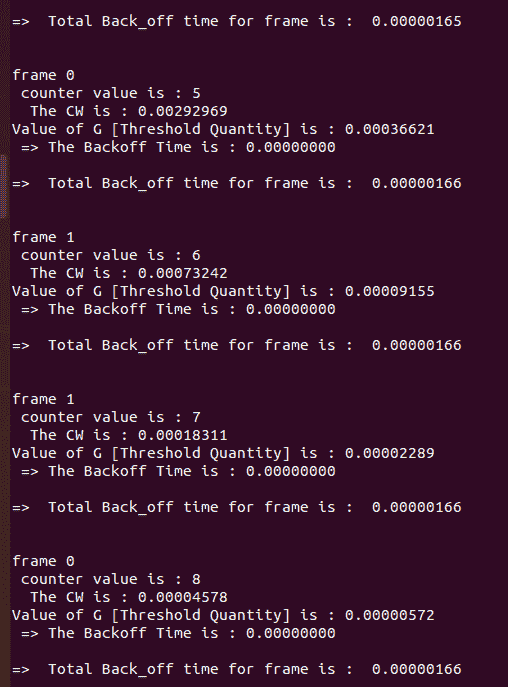 =>  Total Back_off time for frame is :  0.00000165
frame 0
 counter value is : 5
  The CW is : 0.00292969
Value of G [Threshold Quantity] is : 0.00036621
 => The Backoff Time is : 0.00000000
=>  Total Back_off time for frame is :  0.00000166
frame 1
 counter value is : 6
  The CW is : 0.00073242
Value of G [Threshold Quantity] is : 0.00009155
 => The Backoff Time is : 0.00000000
=>  Total Back_off time for frame is :  0.00000166
frame 1
 counter value is : 7
  The CW is : 0.00018311
Value of G [Threshold Quantity] is : 0.00002289
 => The Backoff Time is : 0.00000000
=>  Total Back_off time for frame is :  0.00000166
frame 0
 counter value is : 8
  The CW is : 0.00004578
Value of G [Threshold Quantity] is : 0.00000572
 => The Backoff Time is : 0.00000000
=>  Total Back_off time for frame is :  0.00000166